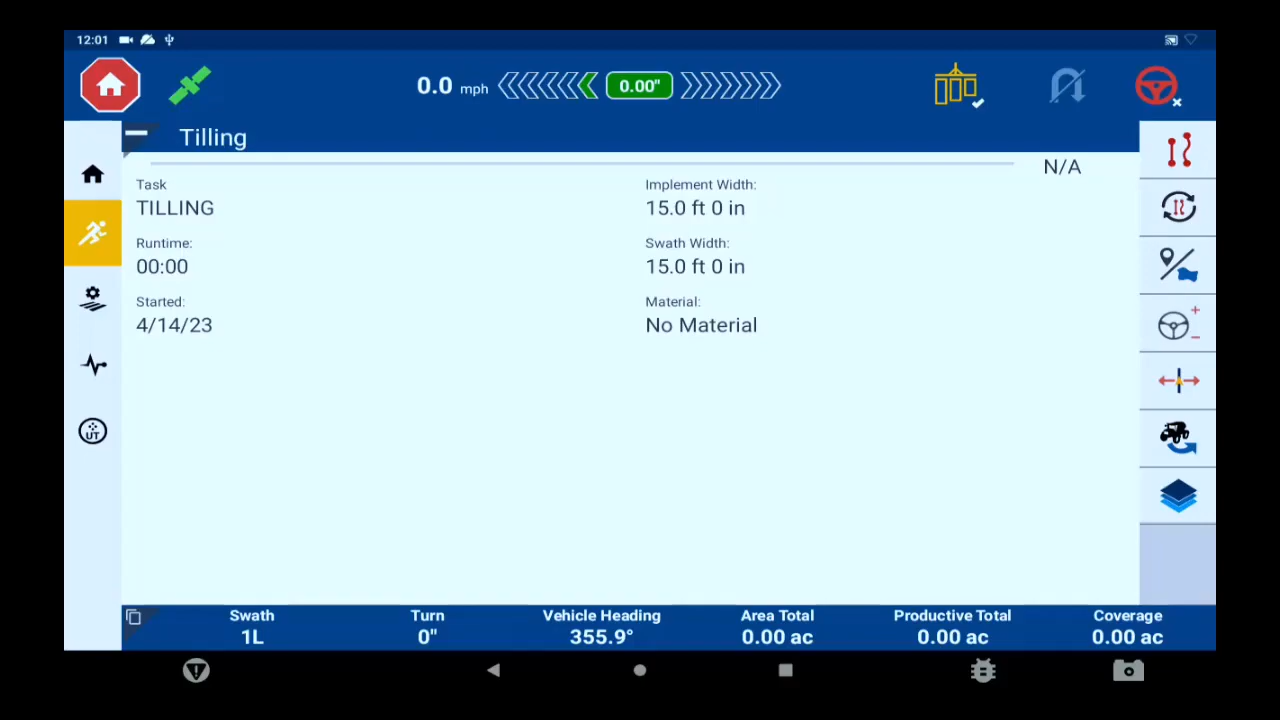 12:01
0.0 mph 0.00"
Tilling
N/A
Task
TILLING
Implement Width:
15.0 ft 0 in
Runtime:
00:00
Swath Width:
15.0 ft 0 in
Started:
4/14/23
Material:
No Material
UT
Swath Turn Vehicle Heading Area Total Productive Total Coverage
1L 0" 355.9° 0.00 ac 0.00 ac 0.00 ac